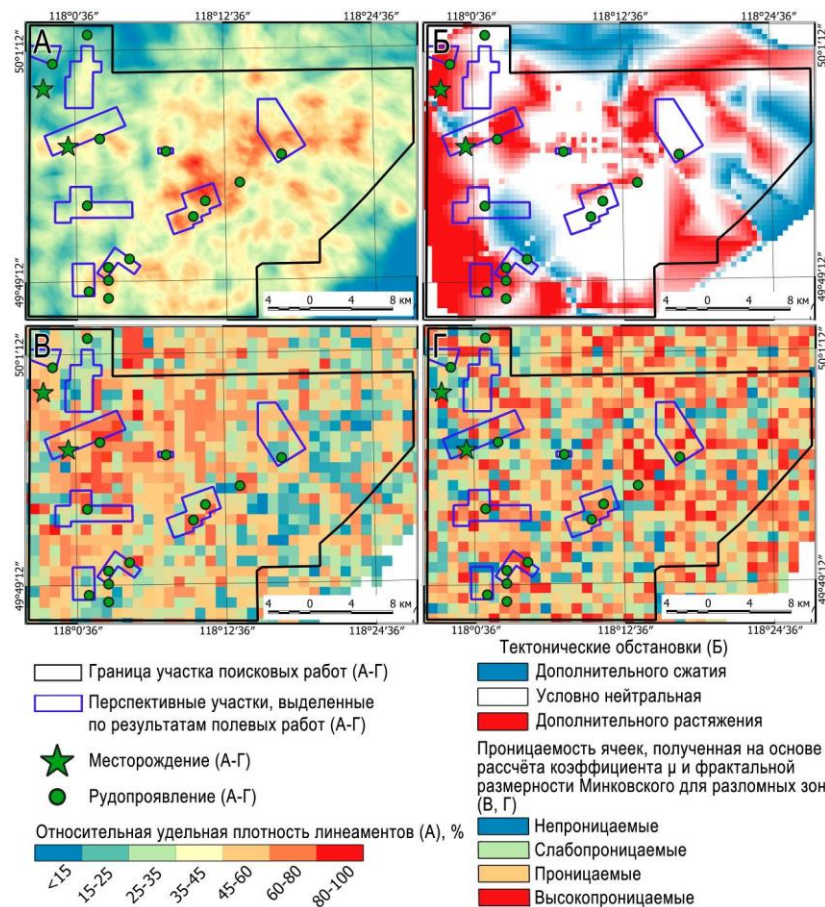 118°0'36" 118°12'36" 118°24'36" 118°0'36" 118°12'36" 118°24'36"
А
Б
50°1'12"
50°1'12"
49°49'12"
49°49'12"
4 0 4 8 км
4 0 4 8 км
В
Г
50°1'12"
50°1'12"
49°49'12"
49°49'12"
4 0 4 8 км
4 0 4 8 км
118°0'36" 118°12'36" 118°24'36" 118°0'36" 118°12'36" 118°24'36"
Граница участка поисковых работ (А-Г)
Перспективные участки, выделенные
по результатам полевых работ (А-Г)
Месторождение (А-Г)
Рудопроявление (А-Г)
Относительная удельная плотность линеаментов (А), %
<15 15-25 25-35 35-45 45-60 60-80 80-100
Тектонические обстановки (Б)
Дополнительного сжатия
Условно нейтральная
Дополнительного растяжения
Проницаемость ячеек, полученная на основе
рассчёта коэффициента μ и фрактальной
размерности Минковского для разломных зон
(В, Г)
Непроницаемые
Слабопроницаемые
Проницаемые
Высокопроницаемые